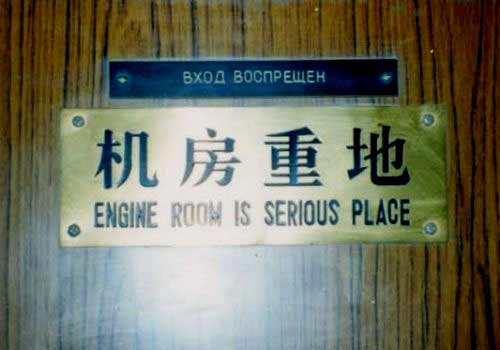 ВХОД ВОСПРЕЩЕН
机房重地
ENGINE ROOM IS SERIOUS PLACE